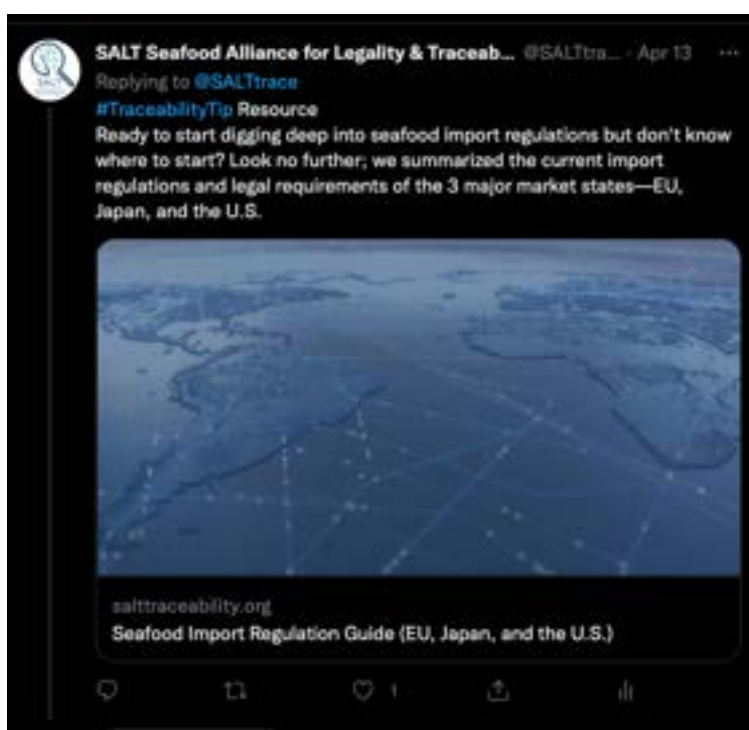 SALT Seafood Alliance for Legality & Traceab... @SALTtra... · Apr 13 ...
Replying to @SALTtrace
#TraceabilityTip Resource
Ready to start digging deep into seafood import regulations but don't know
where to start? Look no further, we summarized the current import
regulations and legal requirements of the 3 major market states—EU,
Japan, and the U.S.
salttraceability.org
Seafood Import Regulation Guide (EU, Japan, and the U.S.)
1